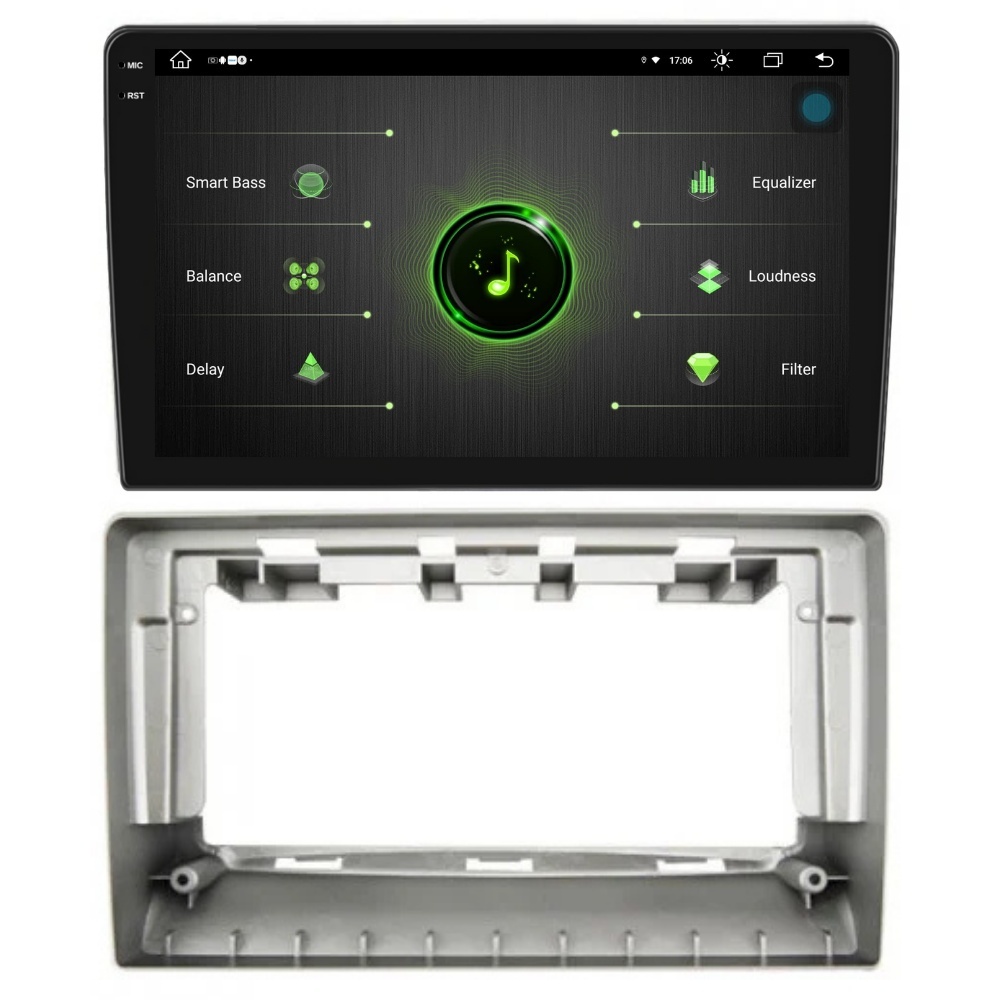 MIC
17:06
RST
Smart Bass
Equalizer
Balance
Loudness
Delay
Filter